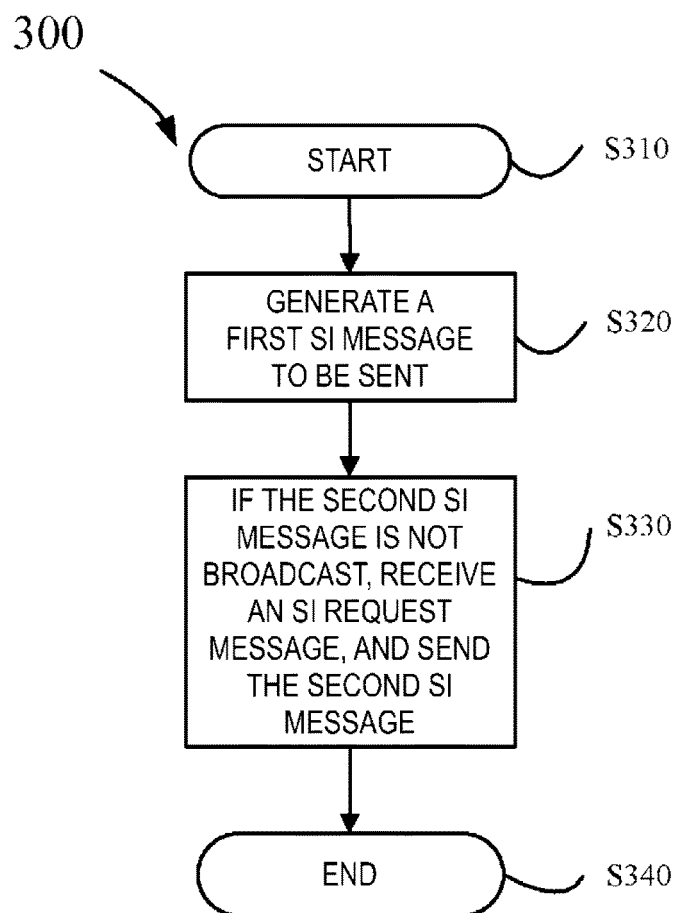 300
START
S310
GENERATE A
FIRST SI MESSAGE
TO BE SENT
S320
IF THE SECOND SI
MESSAGE IS NOT
BROADCAST, RECEIVE
AN SI REQUEST
MESSAGE, AND SEND
THE SECOND SI
MESSAGE
S330
END
S340